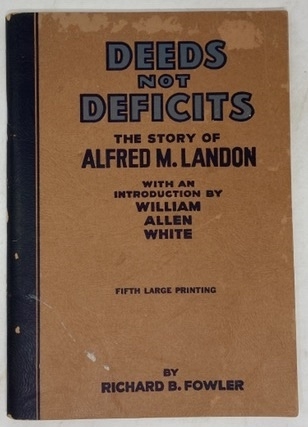 DEEDS
NOT
DEFICITS
THE STORY OF
ALFRED M. LANDON
WITH AN
INTRODUCTION BY
WILLIAM
ALLEN
WHITE
FIFTH LARGE PRINTING
BY
RICHARD B. FOWLER